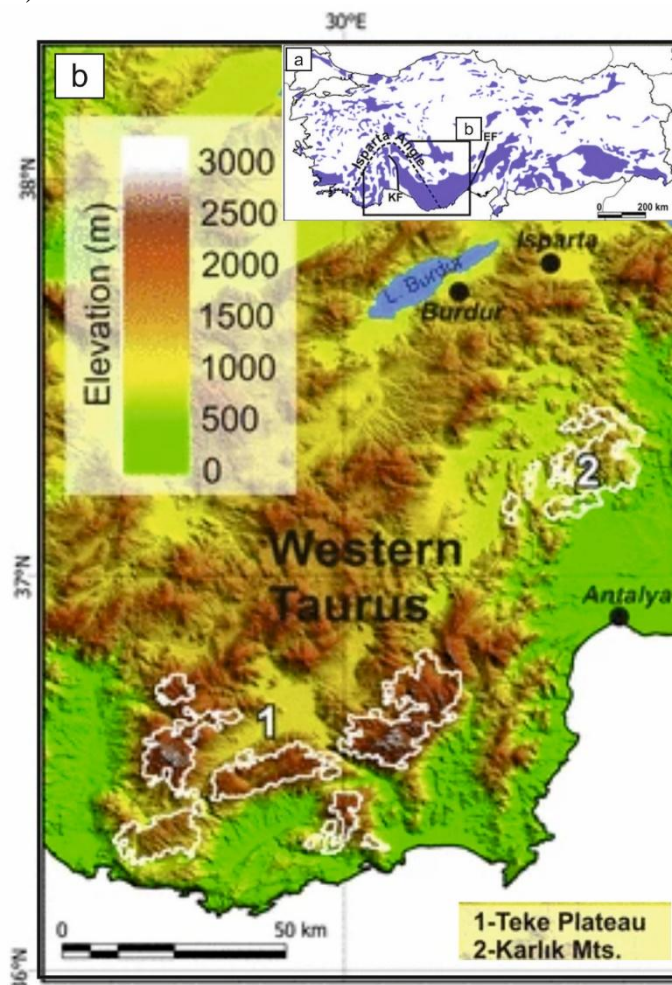 30°E
b
a
b
EF
Isparta Angle
KF
0 200 km
38°N
Elevation (m)
3000
2500
2000
1500
1000
500
0
Isparta
L. Burdur
Burdur
2
Western
Taurus
37°N
Antalya
1
0 50 km
1-Teke Plateau
2-Karlık Mts.
36°N